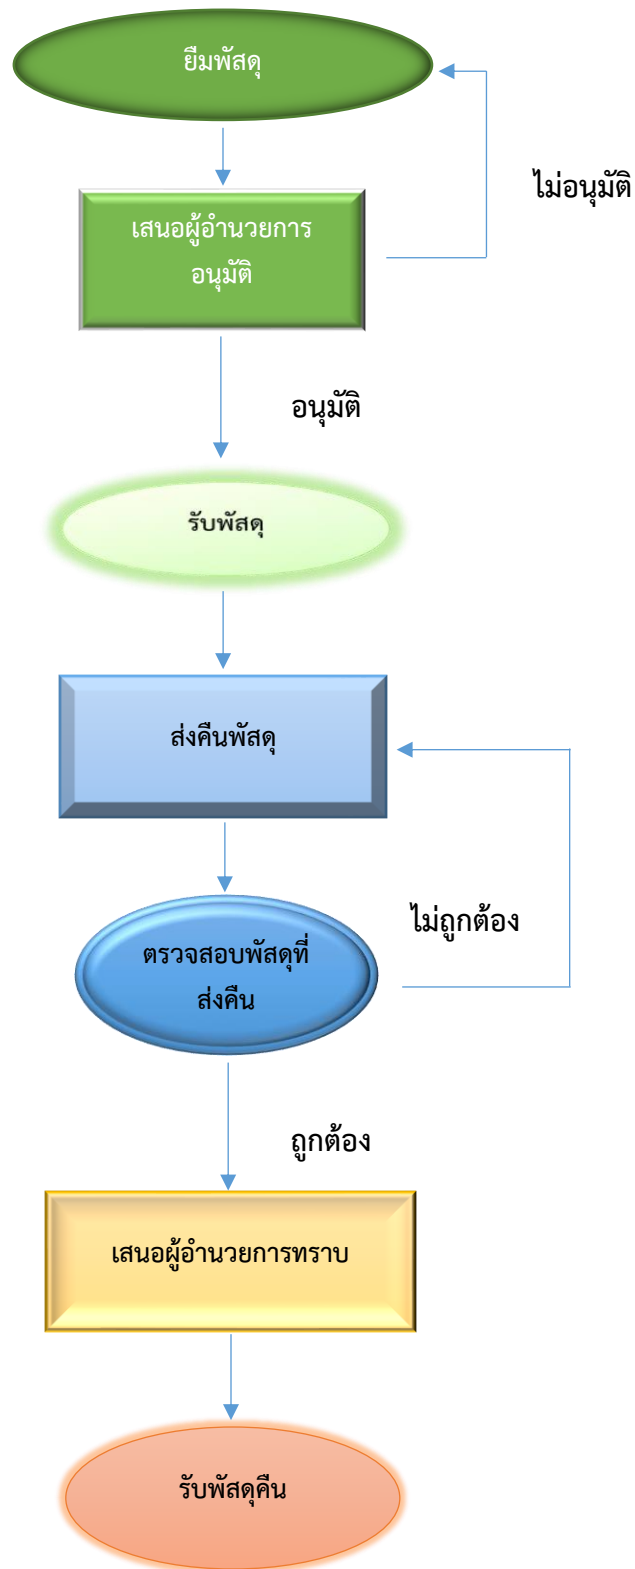 ยืมพัสดุ
ไม่อนุมัติ
เสนอผู้อำนวยการ
อนุมัติ
อนุมัติ
รับพัสดุ
ส่งคืนพัสดุ
ไม่ถูกต้อง
ตรวจสอบพัสดุที่
ส่งคืน
ถูกต้อง
เสนอผู้อำนวยการทราบ
รับพัสดุคืน